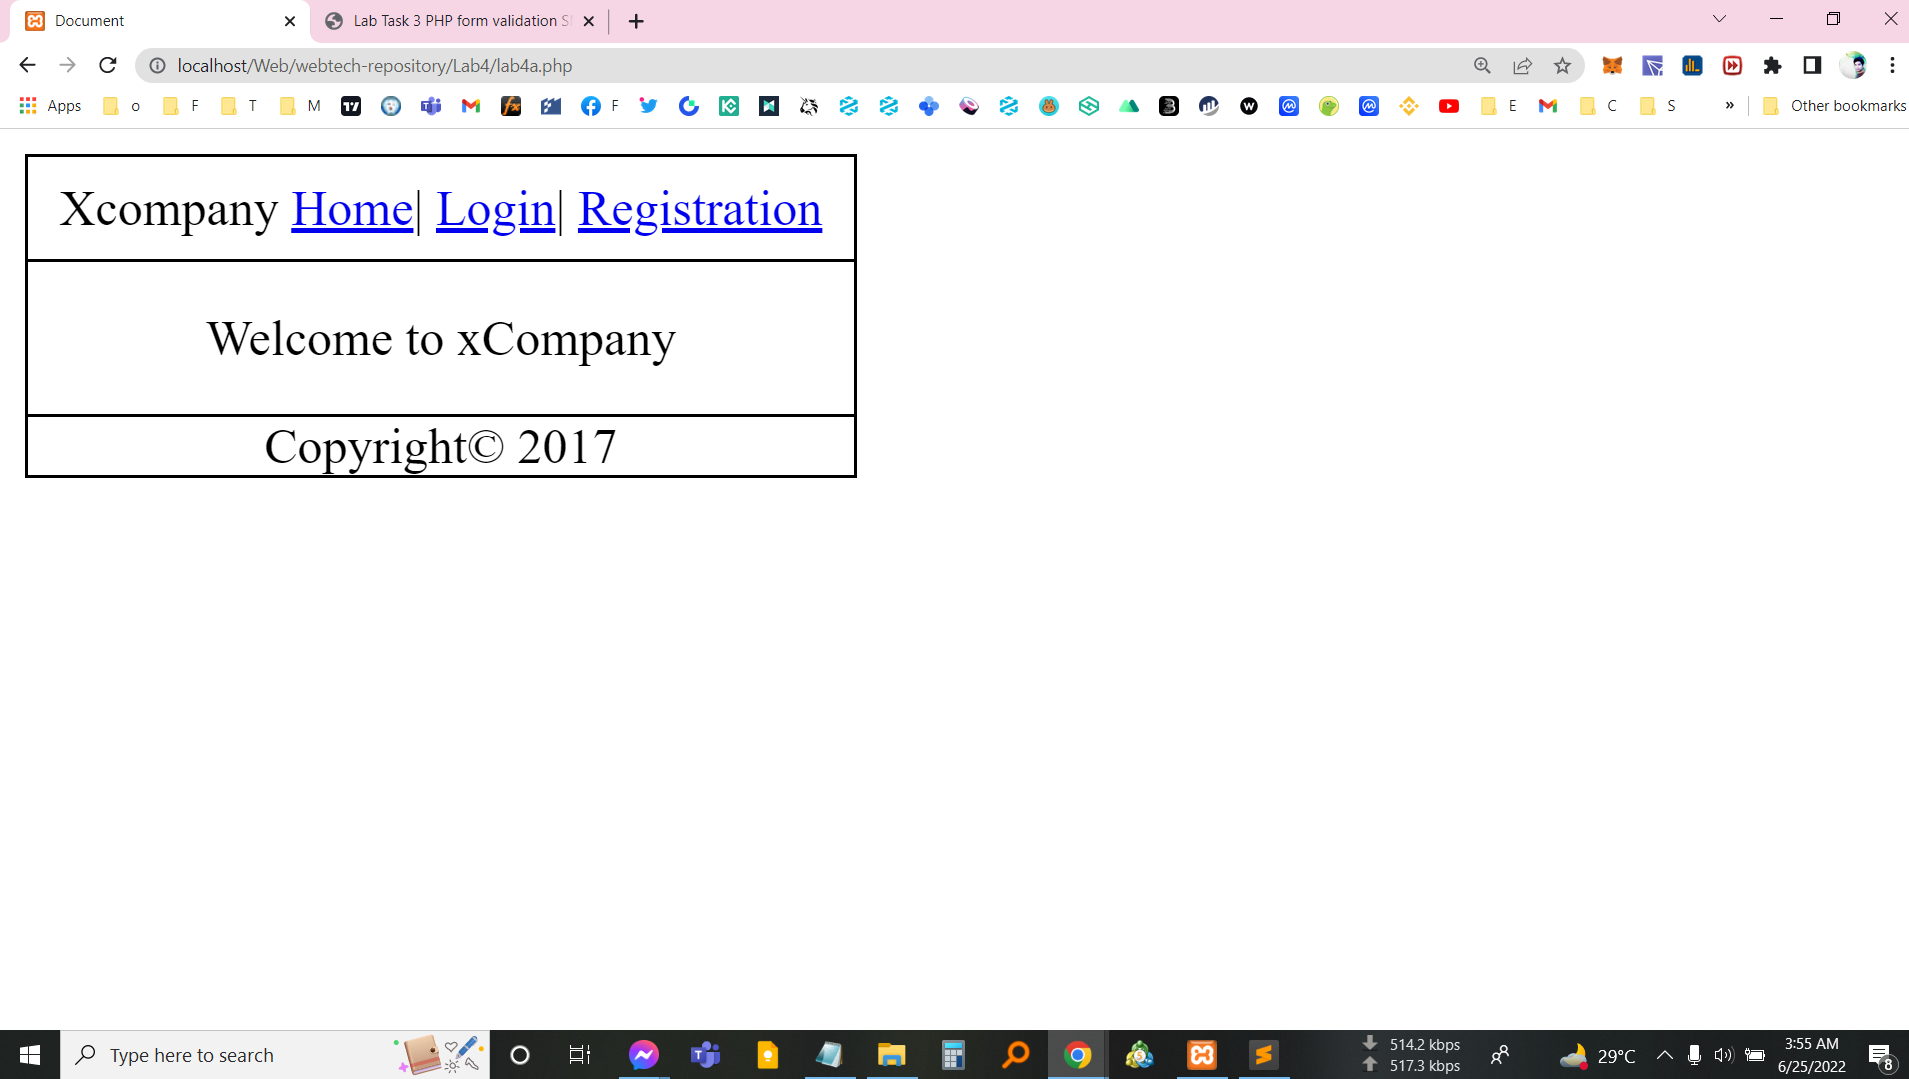 Document
Lab Task 3 PHP form validation
localhost/Web/webtech-repository/Lab4/lab4a.php
Apps o F T M F E C S » Other bookmarks
Xcompany Home| Login| Registration
Welcome to xCompany
Copyright© 2017
Type here to search
514.2 kbps
517.3 kbps
29°C
3:55 AM
6/25/2022
8